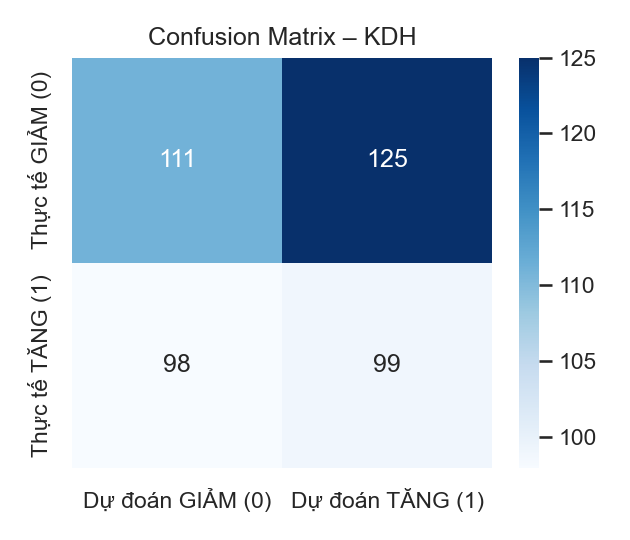 Confusion Matrix – KDH
Thực tế GIẢM (0)
111
125
Thực tế TĂNG (1)
98
99
Dự đoán GIẢM (0)
Dự đoán TĂNG (1)
125
120
115
110
105
100